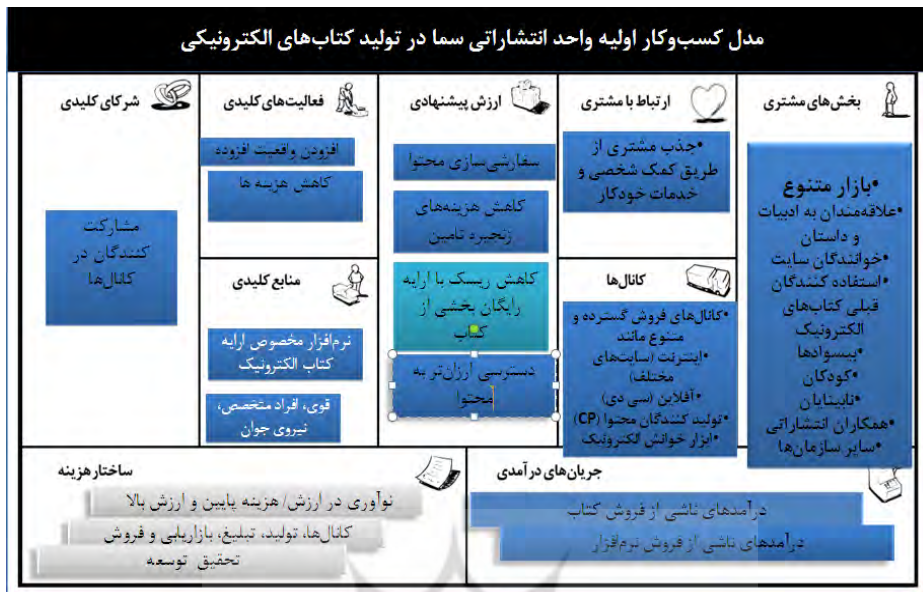 مدل کسب‌وکار اولیه واحد انتشاراتی سما در تولید کتاب‌های الکترونیکی
بخش‌های مشتری
•بازار متنوع
•علاقه‌مندان به ادبیات
و داستان
•خوانندگان سایت
•استفاده کنندگان
قبلی کتاب‌های
الکترونیک
•بیسوادها
•کودکان
•نابینایان
•همکاران انتشاراتی
•سایر سازمان‌ها
ارتباط با مشتری
•جذب مشتری از
طریق کمک شخصی و
خدمات خودکار
کانال‌ها
•کانال‌های فروش گسترده و
متنوع مانند
•اینترنت (سایت‌های
مختلف)
•آفلاین (سی دی)
•تولید کنندگان محتوا (CP)
•ابزار خوانش الکترونیک
ارزش پیشنهادی
سفارشی‌سازی محتوا
کاهش هزینه‌های
زنجیره تامین
کاهش ریسک با ارایه
رایگان بخشی از
کتاب
دسترسی ارزان‌تر به
محتوا
فعالیت‌های کلیدی
افزودن واقعیت افزوده
کاهش هزینه ها
منابع کلیدی
نرم‌افزار مخصوص ارایه
کتاب الکترونیک
قوی، افراد متخصص،
نیروی جوان
شرکای کلیدی
مشارکت
کنندگان در
کانال‌ها
جریان‌های درآمدی
درآمدهای ناشی از فروش کتاب
درآمدهای ناشی از فروش نرم‌افزار
ساختار هزینه
نوآوری در ارزش/ هزینه پایین و ارزش بالا
کانال‌ها، تولید، تبلیغ، بازاریابی و فروش
تحقیق توسعه